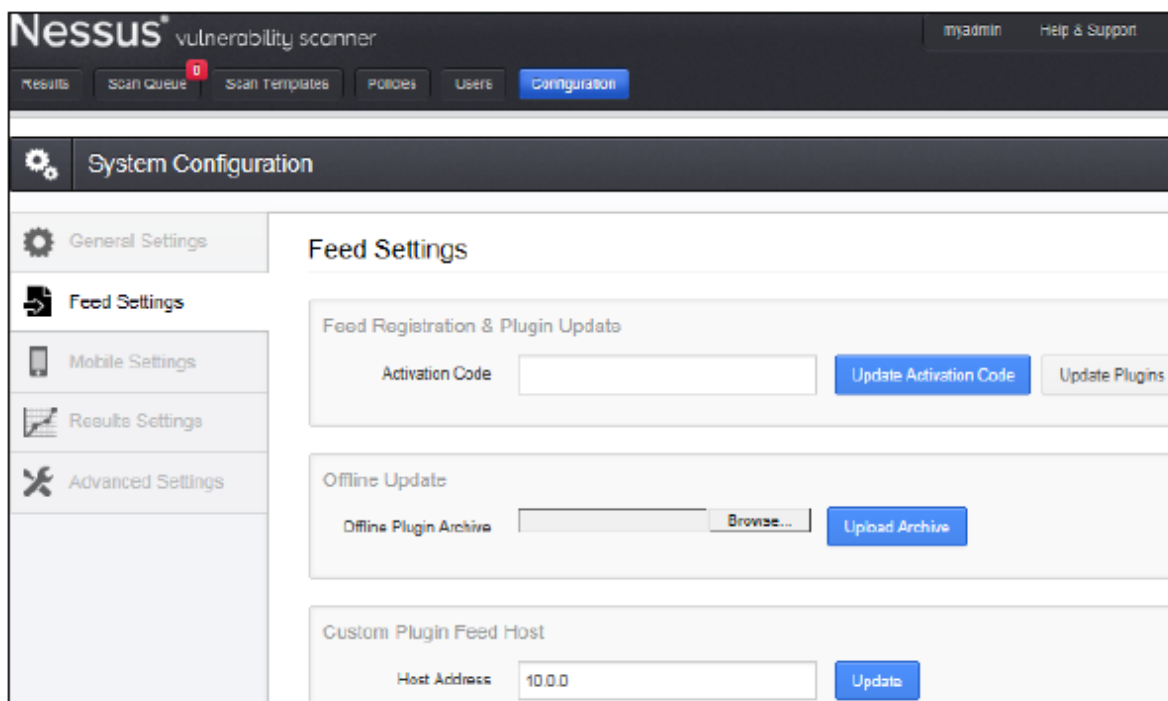 Nessus® vulnerability scanner
myadmin Help & Support
0
Results Scan Queue Scan Templates Policies Users Configuration
System Configuration
General Settings
Feed Settings
Mobile Settings
Results Settings
Advanced Settings
Feed Settings
Feed Registration & Plugin Update
Activation Code Update Activation Code Update Plugins
Offline Update
Offline Plugin Archive Browse... Upload Archive
Custom Plugin Feed Host
Host Address 10.0.0 Update